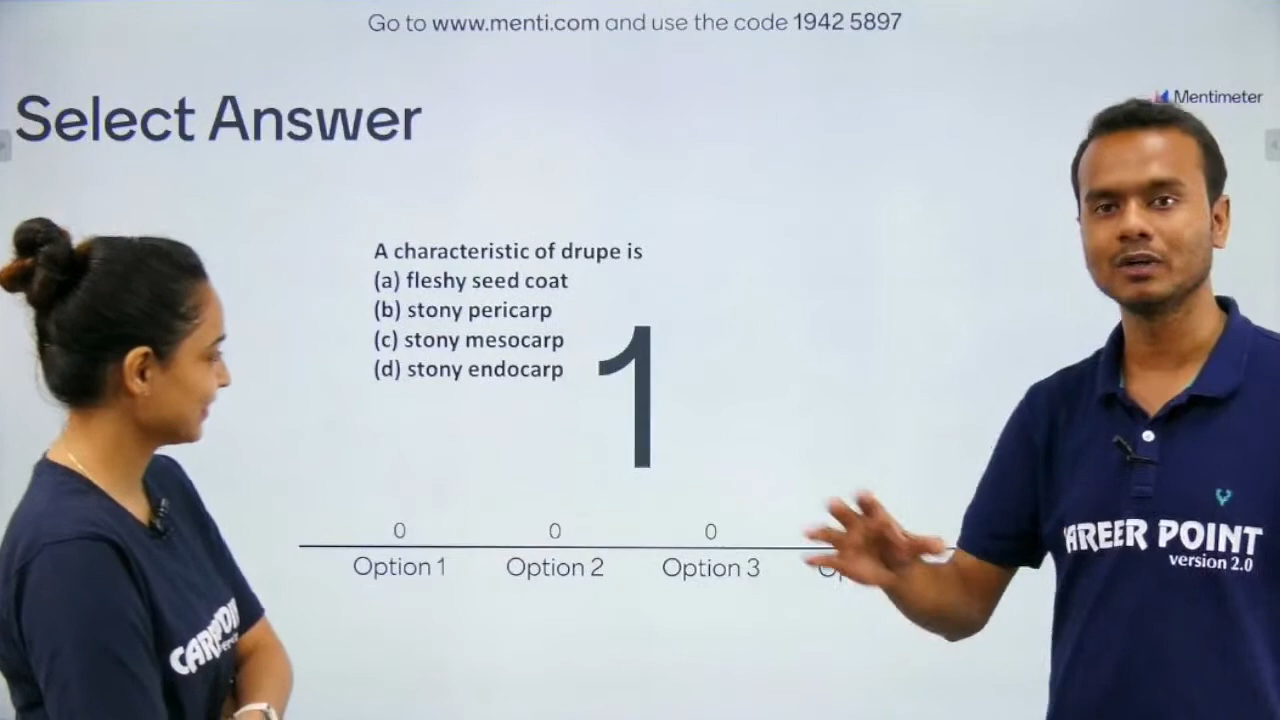 Go to www.menti.com and use the code 1942 5897
Mentimeter
Select Answer
A characteristic of drupe is
(a) fleshy seed coat
(b) stony pericarp
(c) stony mesocarp
(d) stony endocarp
1
0 0 0
Option 1 Option 2 Option 3
AREER POINT
version 2.0